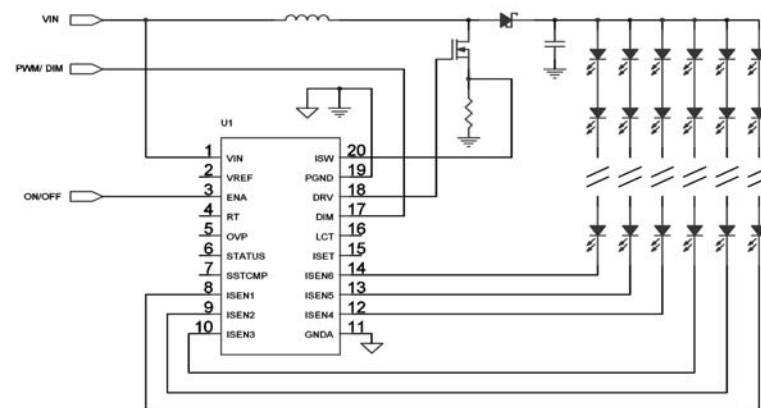 VIN
PWM/ DIM
U1
1 VIN ISW 20
2 VREF PGND 19
ON/OFF
3 ENA DRV 18
4 RT DIM 17
5 OVP LCT 16
6 STATUS ISET 15
7 SSTCMP ISEN6 14
8 ISEN1 ISEN5 13
9 ISEN2 ISEN4 12
10 ISEN3 GNDA 11